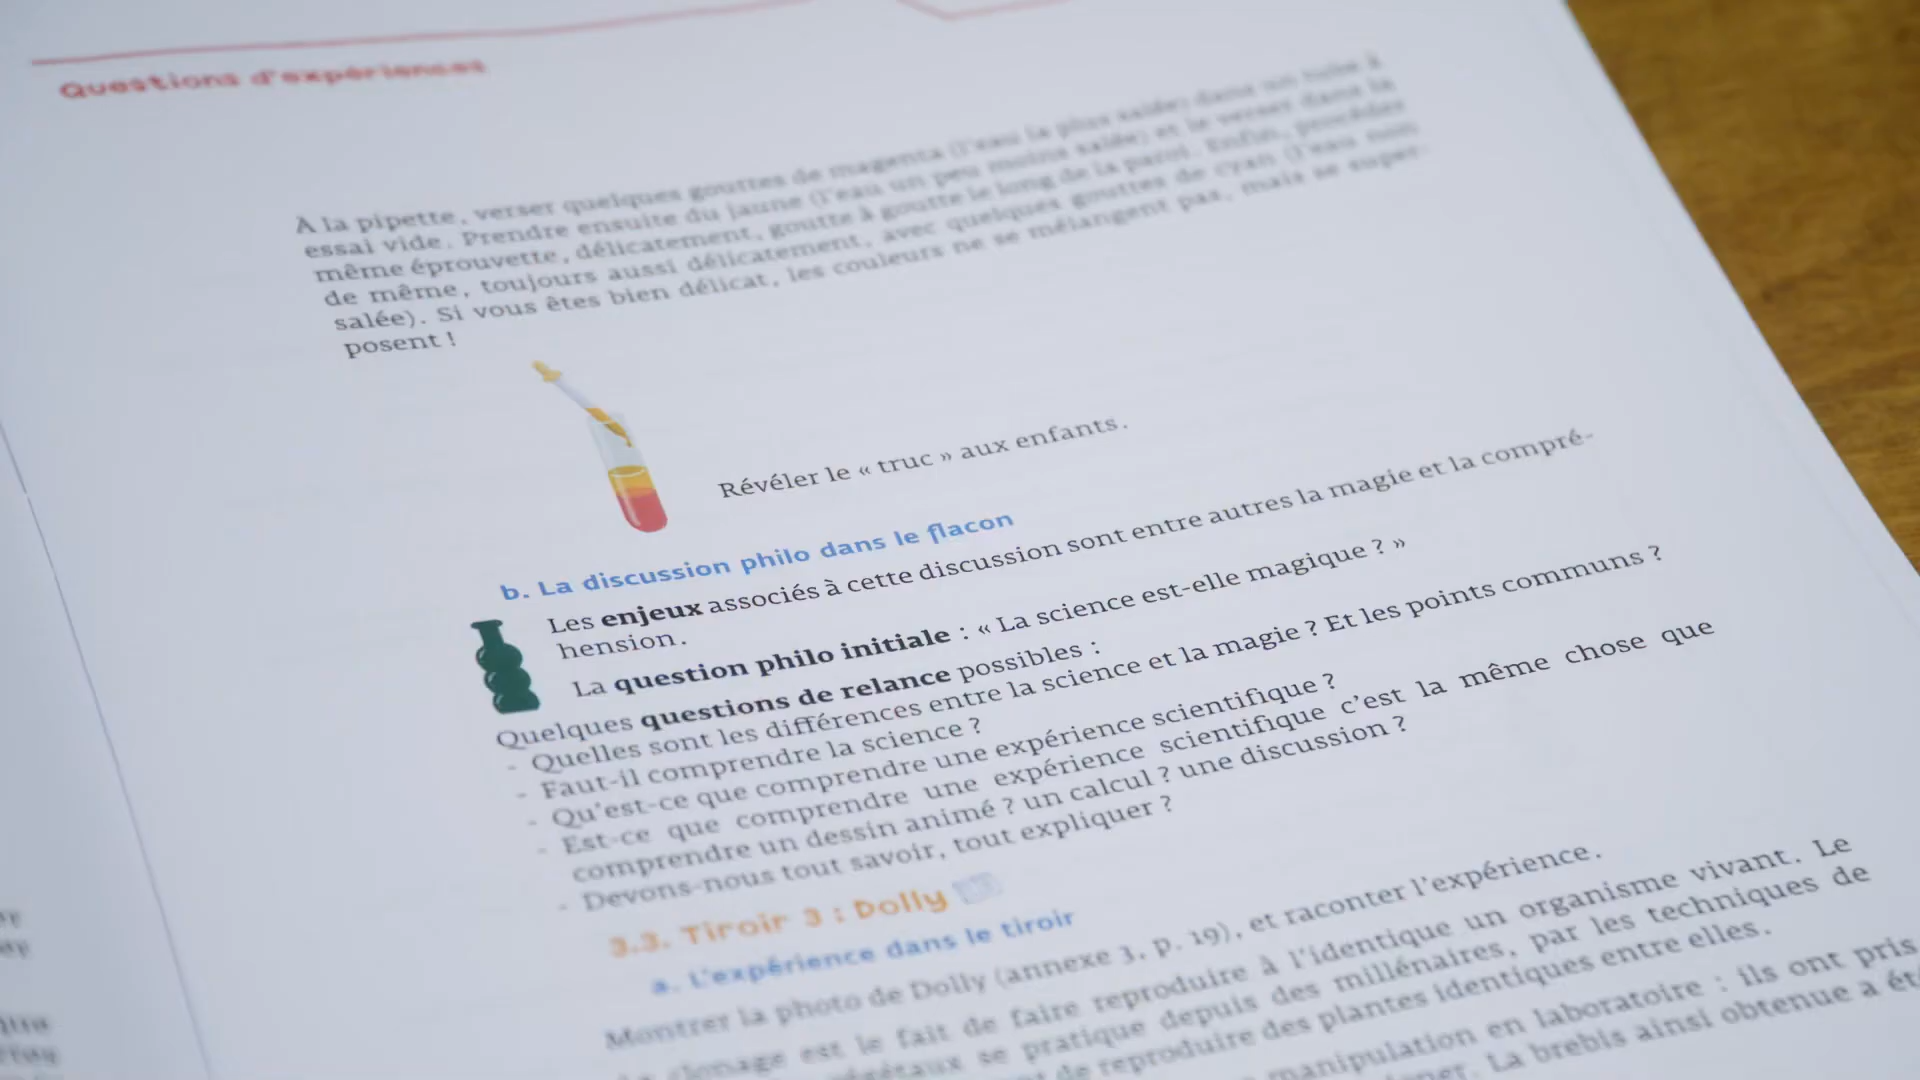 Questions d'expériences
À la pipette, verser quelques gouttes de magenta (l'eau la plus salée) dans un tube à
essai vide. Prendre ensuite du jaune (l'eau un peu moins salée) et le verser dans la
même éprouvette, délicatement, goutte à goutte le long de la paroi. Enfin, procéder
de même, toujours aussi délicatement, avec quelques gouttes de cyan (l'eau non
salée). Si vous êtes bien délicat, les couleurs ne se mélangent pas, mais se super-
posent !
Révéler le « truc » aux enfants.
b. La discussion philo dans le flacon
Les enjeux associés à cette discussion sont entre autres la magie et la compré-
hension.
La question philo initiale : « La science est-elle magique ? »
Quelques questions de relance possibles :
- Quelles sont les différences entre la science et la magie ? Et les points communs ?
- Faut-il comprendre la science ?
- Qu'est-ce que comprendre une expérience scientifique ?
- Est-ce que comprendre une expérience scientifique c'est la même chose que
comprendre un dessin animé ? un calcul ? une discussion ?
- Devons-nous tout savoir, tout expliquer ?
3.3. Tiroir 3 : Dolly
a. L'expérience dans le tiroir
Montrer la photo de Dolly (annexe 3, p. 19), et raconter l'expérience.
clonage est le fait de faire reproduire à l'identique un organisme vivant. Le
végétaux se pratique depuis des millénaires, par les techniques de
de reproduire des plantes identiques entre elles.
manipulation en laboratoire : ils ont pris
La brebis ainsi obtenue a